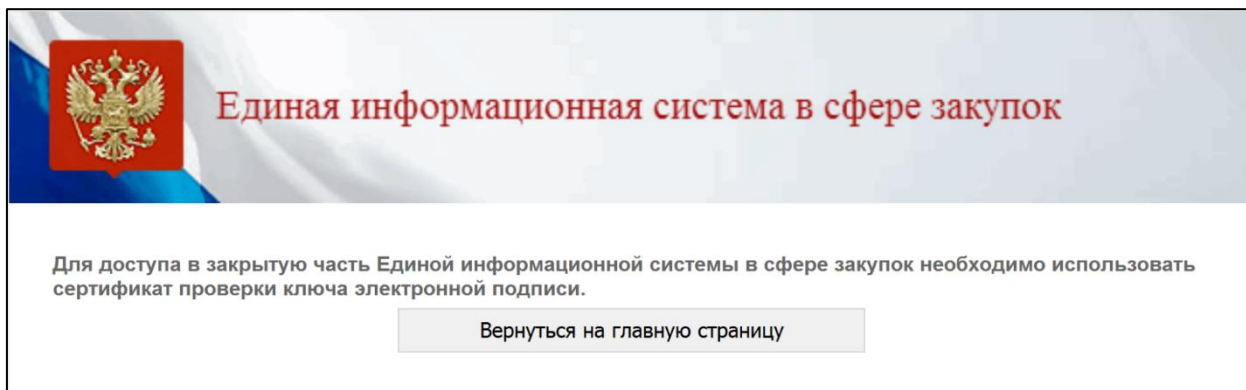 Единая информационная система в сфере закупок
Для доступа в закрытую часть Единой информационной системы в сфере закупок необходимо использовать
сертификат проверки ключа электронной подписи.
Вернуться на главную страницу